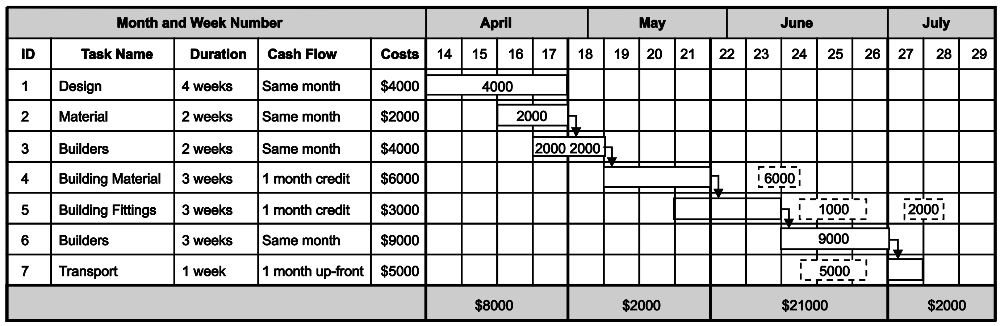 Month and Week Number April May June July
ID Task Name Duration Cash Flow Costs 14 15 16 17 18 19 20 21 22 23 24 25 26 27 28 29
1 Design 4 weeks Same month $4000 4000
2 Material 2 weeks Same month $2000 2000
3 Builders 2 weeks Same month $4000 2000 2000
4 Building Material 3 weeks 1 month credit $6000 6000
5 Building Fittings 3 weeks 1 month credit $3000 1000 2000
6 Builders 3 weeks Same month $9000 9000
7 Transport 1 week 1 month up-front $5000 5000
$8000 $2000 $21000 $2000